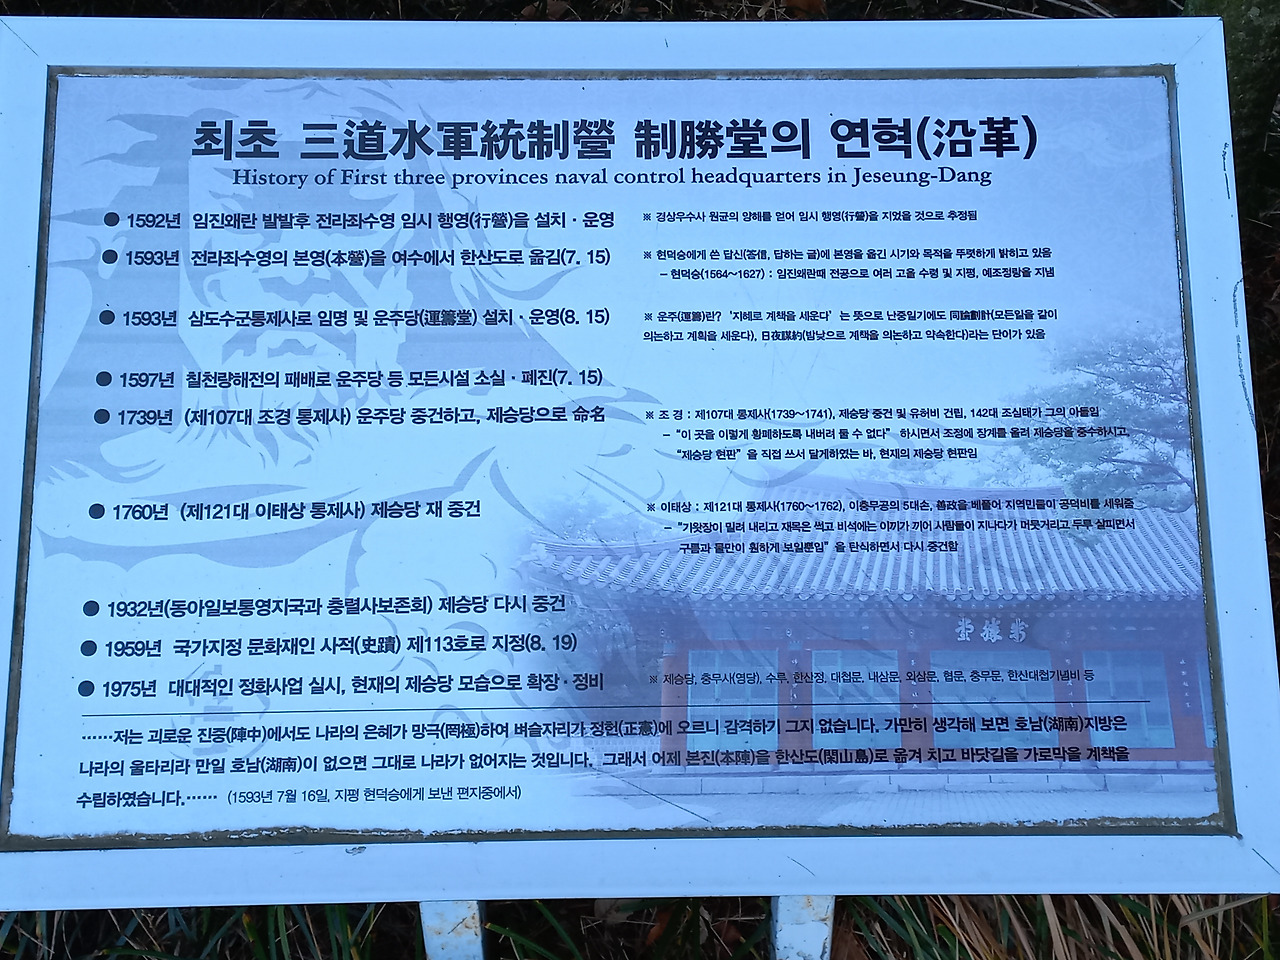 최초 三道水軍統制營 制勝堂의 연혁(沿革)
History of First three provinces naval control headquarters in Jeseung-Dang
● 1592년 임진왜란 발발후 전라좌수영 임시 행영(行營)을 설치 · 운영
※ 경상우수사 원균의 양해를 얻어 임시 행영(行營)을 지었을 것으로 추정됨
● 1593년 전라좌수영의 본영(本營)을 여수에서 한산도로 옮김(7. 15)
※ 현덕승에게 쓴 답신(答信, 답하는 글)에 본영을 옮긴 시기와 목적을 뚜렷하게 밝히고 있음
– 현덕승(1564~1627) : 임진왜란때 전공으로 여러 고을 수령 및 지평, 예조정랑을 지냄
● 1593년 삼도수군통제사로 임명 및 운주당(運籌堂) 설치 · 운영(8. 15)
※ 운주(運籌)란? ‘지혜로 계책을 세운다’ 는 뜻으로 난중일기에도 同論劃計(모든일을 같이
의논하고 계획을 세운다), 日夜謀約(밤낮으로 계책을 의논하고 약속한다)라는 단이가 있음
● 1597년 칠천량해전의 패배로 운주당 등 모든시설 소실 · 폐진(7. 15)
● 1739년 (제107대 조경 통제사) 운주당 중건하고, 제승당으로 命名
※ 조 경 : 제107대 통제사(1739~1741), 제승당 중건 및 유허비 건립, 142대 조심태가 그의 아들임
– “이 곳을 이렇게 황폐하도록 내버려 둘 수 없다” 하시면서 조정에 장계를 올려 제승당을 중수하시고,
“제승당 현판” 을 직접 쓰서 달게하였는 바, 현재의 제승당 현판임
● 1760년 (제121대 이태상 통제사) 제승당 재 중건
※ 이태상 : 제121대 통제사(1760~1762), 이충무공의 5대손, 善政을 베풀어 지역민들이 공덕비를 세워줌
– “기왓장이 밀려 내리고 재목은 썩고 비석에는 이끼가 끼어 사람들이 지나다가 머뭇거리고 두루 살피면서
구름과 물만이 훤하게 보일뿐임” 을 탄식하면서 다시 중건함
● 1932년(동아일보통영지국과 충렬사보존회) 제승당 다시 중건
● 1959년 국가지정 문화재인 사적(史蹟) 제113호로 지정(8. 19)
● 1975년 대대적인 정화사업 실시, 현재의 제승당 모습으로 확장 · 정비
※ 제승당, 충무사(영당), 수루, 한산정, 대첩문, 내삼문, 외삼문, 협문, 충무문, 한산대첩기념비 등
……저는 괴로운 진중(陣中)에서도 나라의 은혜가 망극(罔極)하여 벼슬자리가 정헌(正憲)에 오르니 감격하기 그지 없습니다. 가만히 생각해 보면 호남(湖南)지방은
나라의 울타리라 만일 호남(湖南)이 없으면 그대로 나라가 없어지는 것입니다. 그래서 어제 본진(本陣)을 한산도(閑山島)로 옮겨 치고 바닷길을 가로막을 계책을
수립하였습니다.…… (1593년 7월 16일, 지평 현덕승에게 보낸 편지중에서)